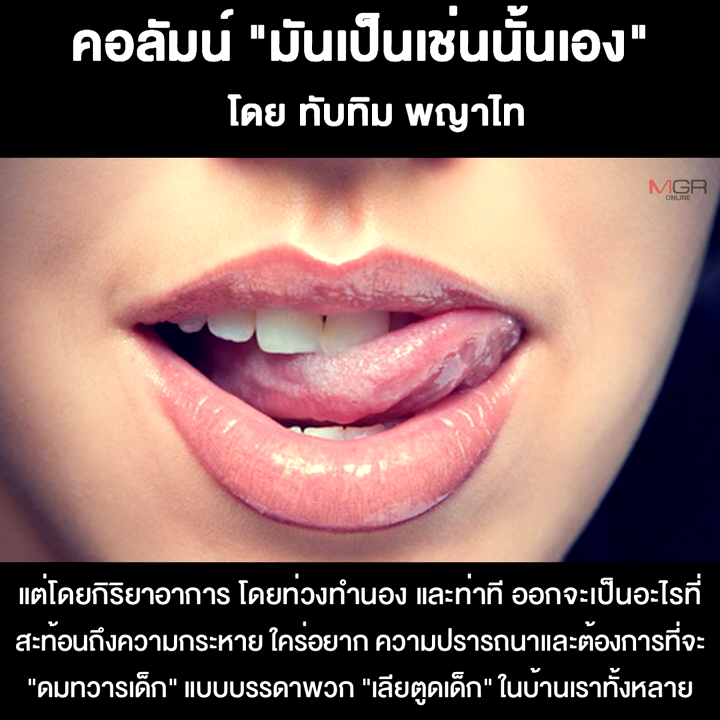 คอลัมน์ "มันเป็นเช่นนั้นเอง"
โดย ทับทิม พญาไท
MGR
ONLINE
แต่โดยกิริยาอาการ โดยท่วงทำนอง และท่าที ออกจะเป็นอะไรที่
สะท้อนถึงความกระหาย ใคร่อยาก ความปรารถนาและต้องการที่จะ
"ดมทวารเด็ก" แบบบรรดาพวก "เลียตูดเด็ก" ในบ้านเราทั้งหลาย